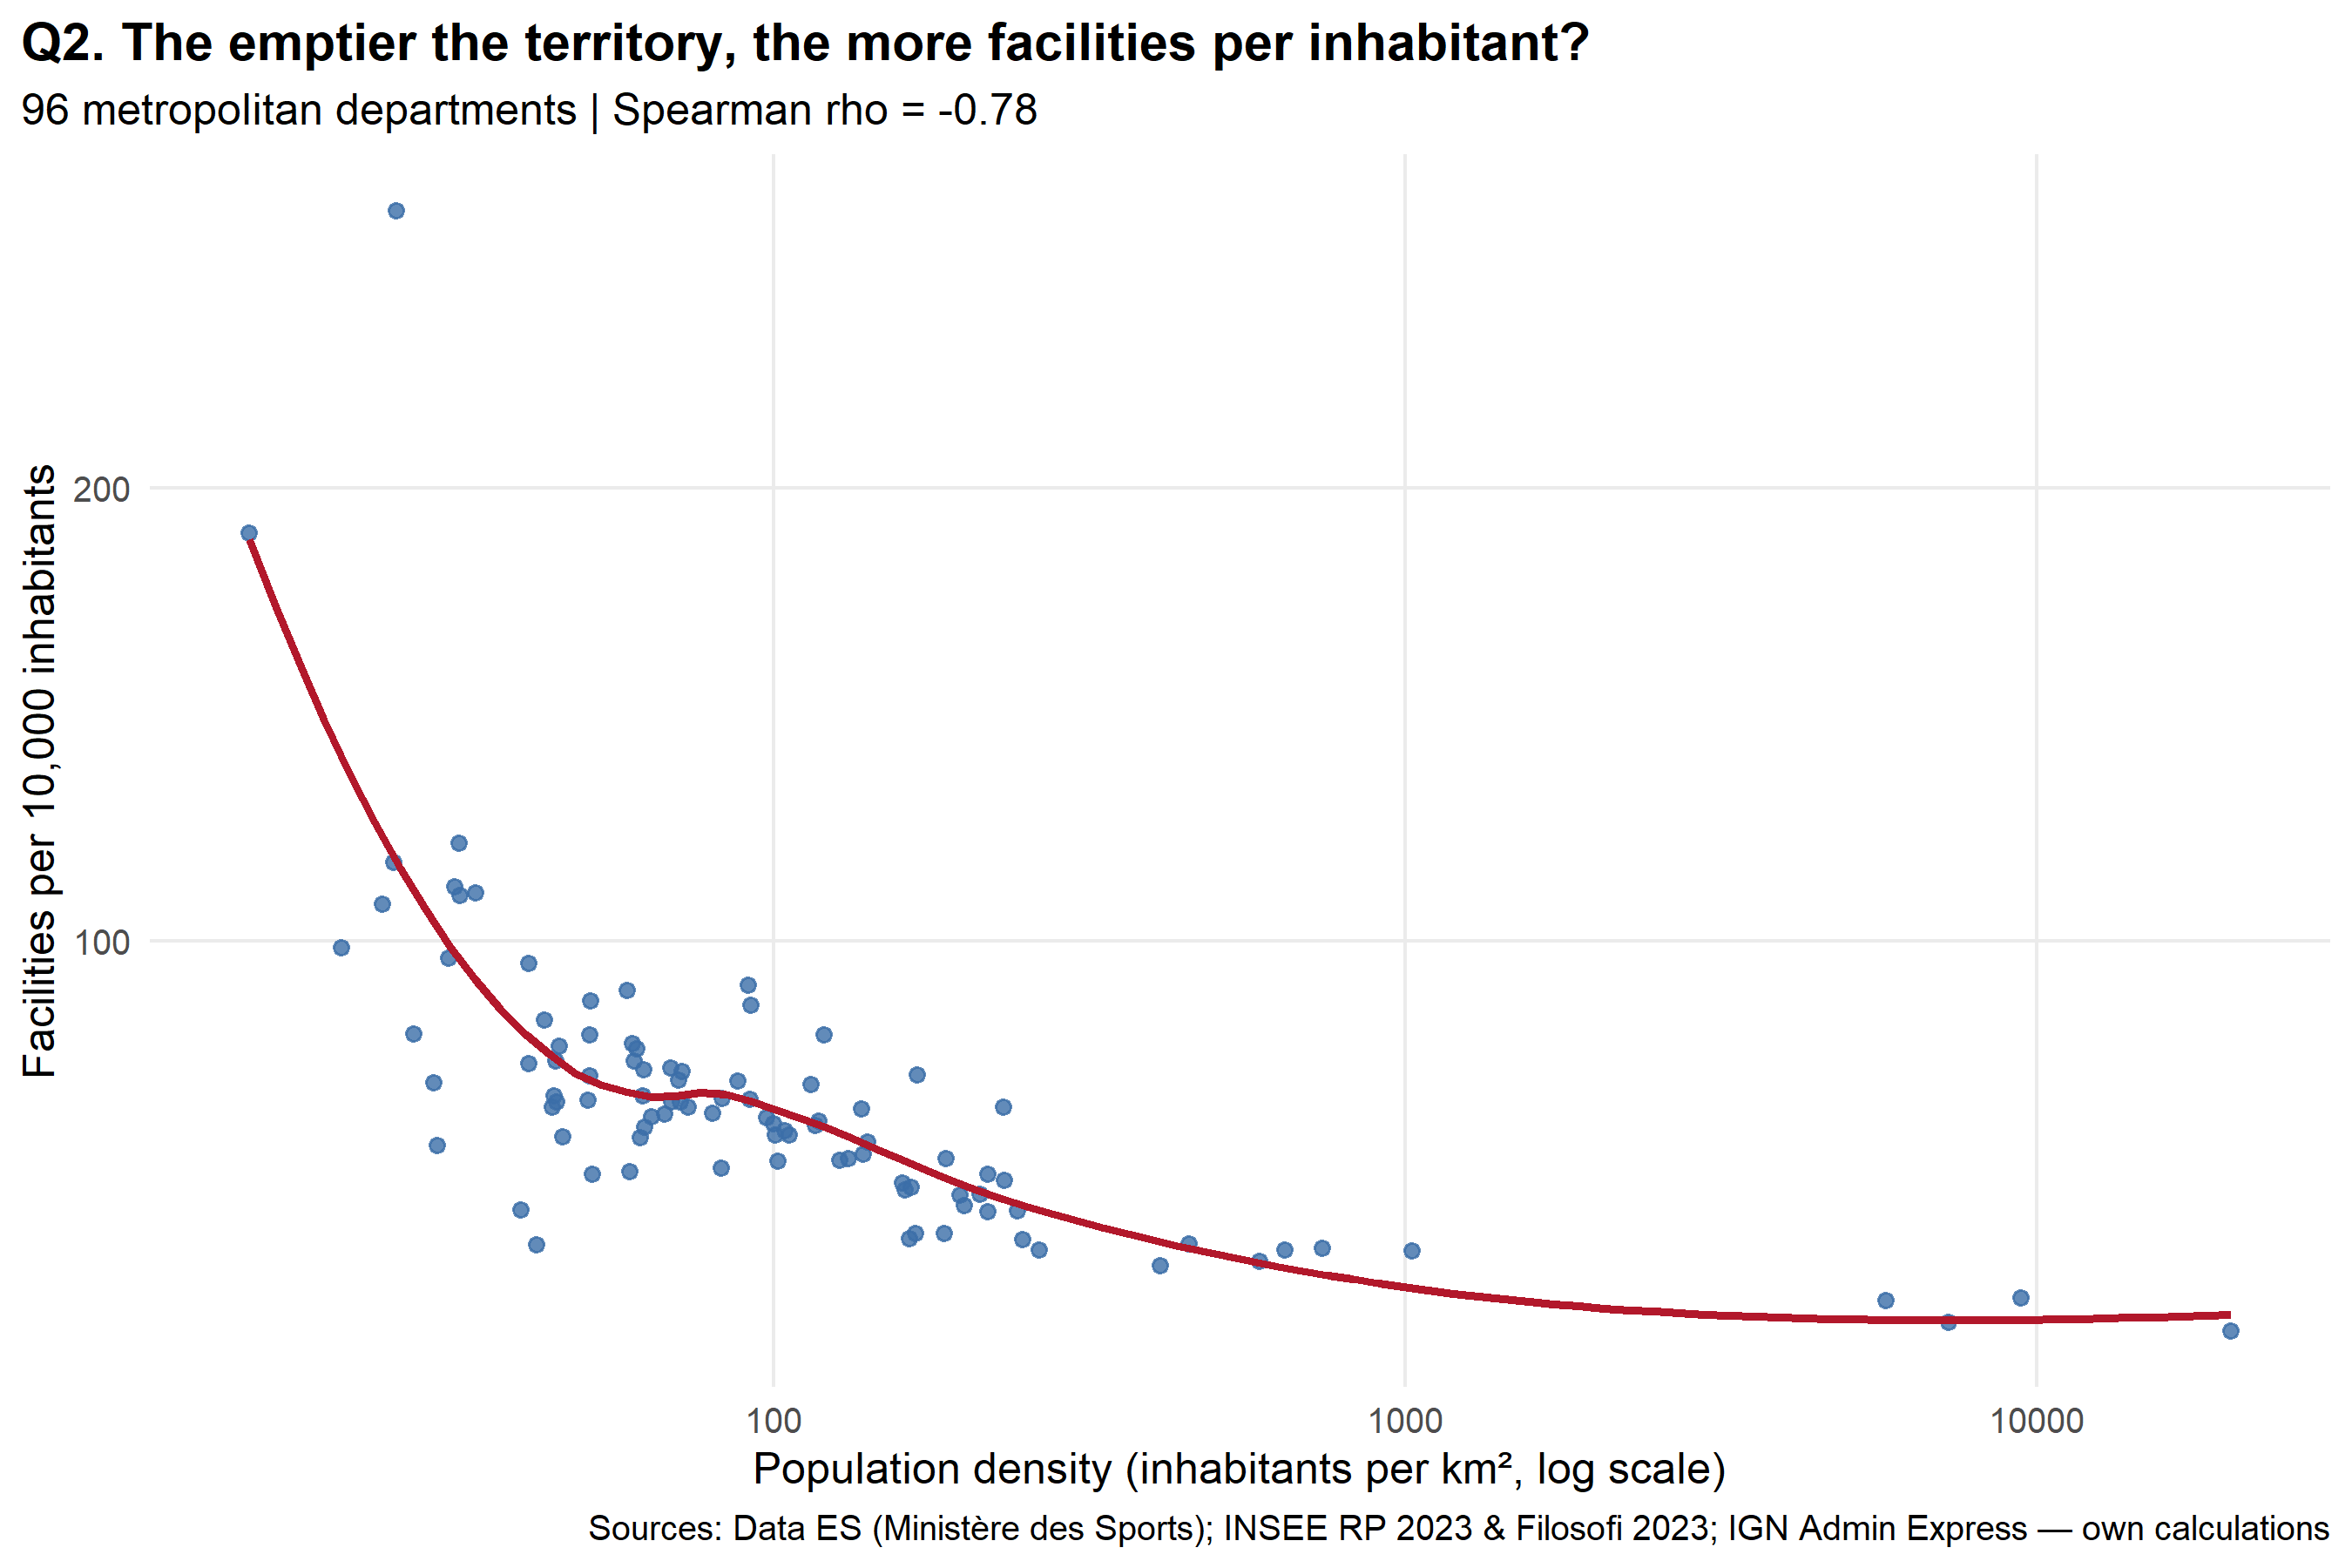 Q2. The emptier the territory, the more facilities per inhabitant?
96 metropolitan departments | Spearman rho = -0.78
Facilities per 10,000 inhabitants
200
100
100
1000
10000
Population density (inhabitants per km², log scale)
Sources: Data ES (Ministère des Sports); INSEE RP 2023 & Filosofi 2023; IGN Admin Express — own calculations